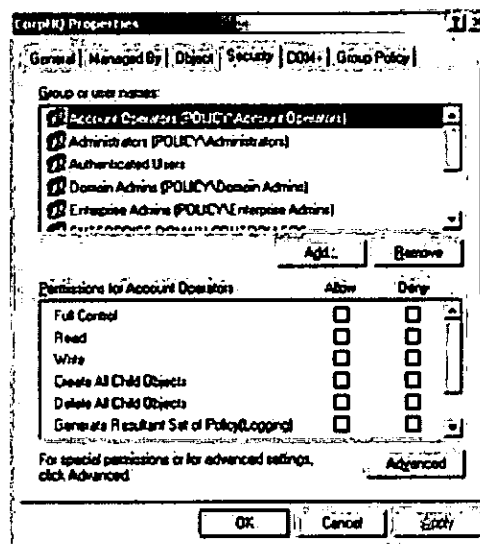 CorpHQ Properties
General Managed By Object Security COM+ Group Policy
Group or user names:
Account Operators (POLICY\Account Operators)
Administrators (POLICY\Administrators)
Authenticated Users
Domain Admins (POLICY\Domain Admins)
Enterprise Admins (POLICY\Enterprise Admins)
ENTERPRISE DOMAIN CONTROLLERS
Add... Remove
Permissions for Account Operators Allow Deny
Full Control
Read
Write
Create All Child Objects
Delete All Child Objects
Generate Resultant Set of Policy(Logging)
For special permissions or for advanced settings,
click Advanced.
Advanced
OK Cancel Apply